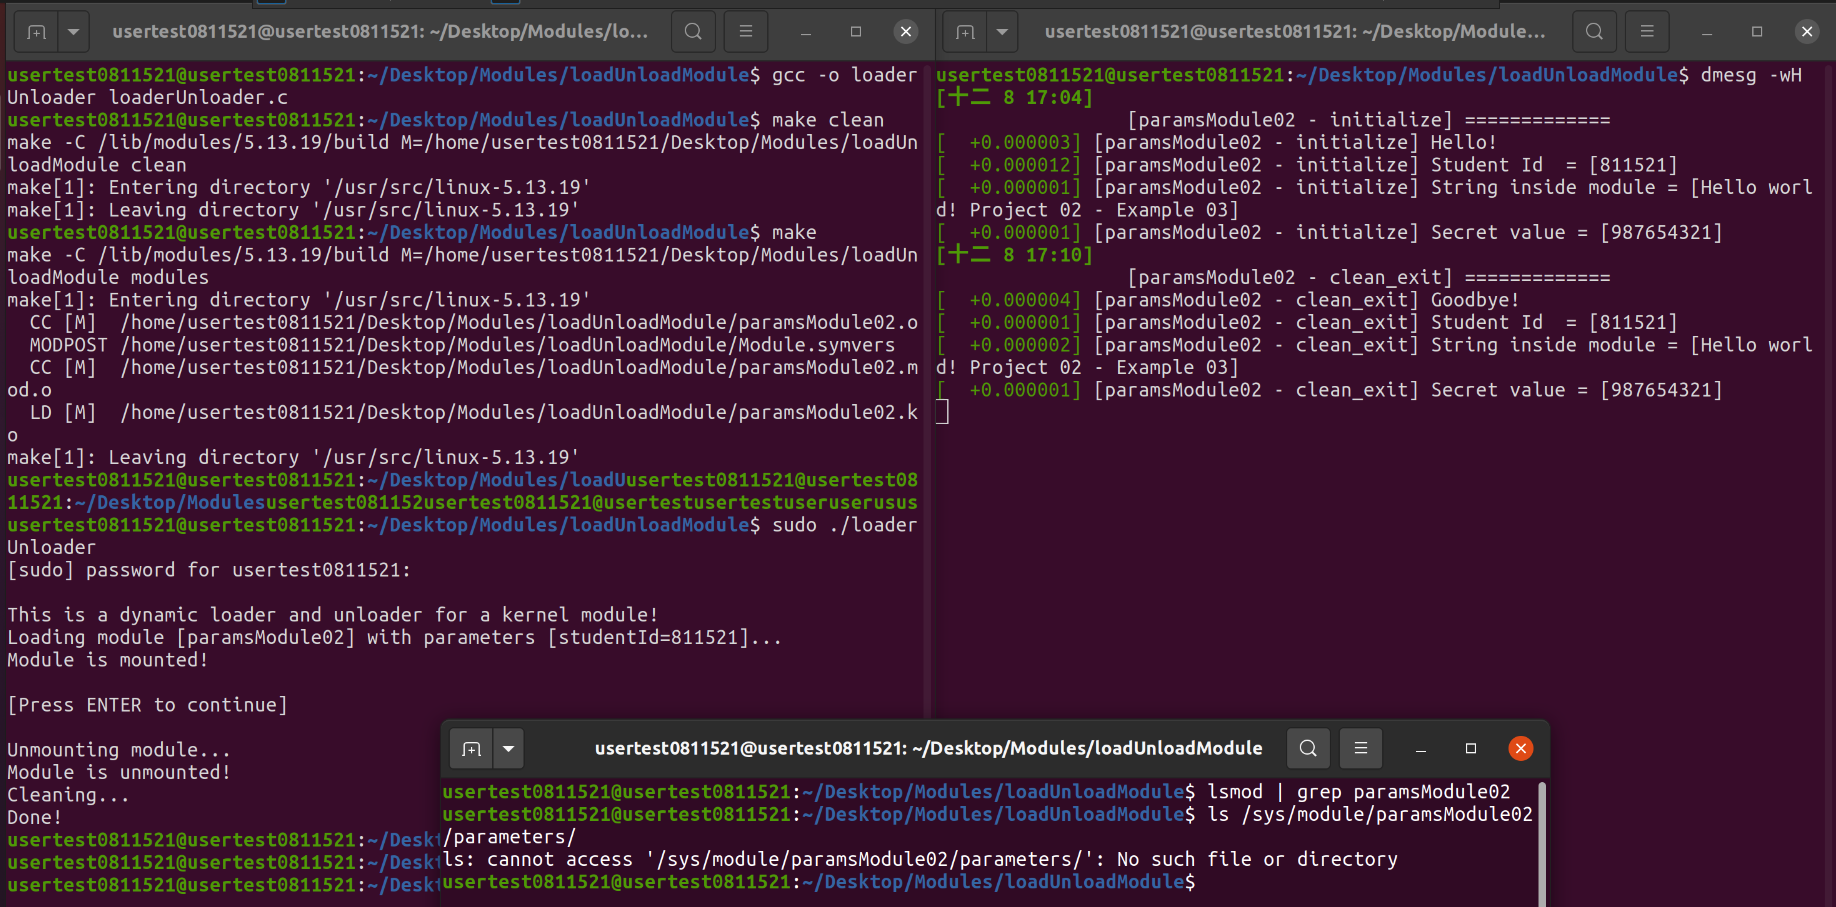 usertest0811521@usertest0811521: ~/Desktop/Modules/lo...
usertest0811521@usertest0811521:~/Desktop/Modules/loadUnloadModule$ gcc -o loader
Unloader loaderUnloader.c
usertest0811521@usertest0811521:~/Desktop/Modules/loadUnloadModule$ make clean
make -C /lib/modules/5.13.19/build M=/home/usertest0811521/Desktop/Modules/loadUn
loadModule clean
make[1]: Entering directory '/usr/src/linux-5.13.19'
make[1]: Leaving directory '/usr/src/linux-5.13.19'
usertest0811521@usertest0811521:~/Desktop/Modules/loadUnloadModule$ make
make -C /lib/modules/5.13.19/build M=/home/usertest0811521/Desktop/Modules/loadUn
loadModule modules
make[1]: Entering directory '/usr/src/linux-5.13.19'
  CC [M]  /home/usertest0811521/Desktop/Modules/loadUnloadModule/paramsModule02.o
  MODPOST /home/usertest0811521/Desktop/Modules/loadUnloadModule/Module.symvers
  CC [M]  /home/usertest0811521/Desktop/Modules/loadUnloadModule/paramsModule02.m
od.o
  LD [M]  /home/usertest0811521/Desktop/Modules/loadUnloadModule/paramsModule02.k
o
make[1]: Leaving directory '/usr/src/linux-5.13.19'
usertest0811521@usertest0811521:~/Desktop/Modules/loadUusertest0811521@usertest08
11521:~/Desktop/Modulesusertest081152usertest0811521@usertestusertestuseruserusus
usertest0811521@usertest0811521:~/Desktop/Modules/loadUnloadModule$ sudo ./loader
Unloader
[sudo] password for usertest0811521:
This is a dynamic loader and unloader for a kernel module!
Loading module [paramsModule02] with parameters [studentId=811521]...
Module is mounted!
[Press ENTER to continue]
Unmounting module...
Module is unmounted!
Cleaning...
Done!
usertest0811521@usertest0811521:~/Deskt
usertest0811521@usertest0811521:~/Deskt
usertest0811521@usertest0811521:~/Deskt
usertest0811521@usertest0811521: ~/Desktop/Module...
usertest0811521@usertest0811521:~/Desktop/Modules/loadUnloadModule$ dmesg -wH
[十二 8 17:04]
[paramsModule02 - initialize] =============
[  +0.000003] [paramsModule02 - initialize] Hello!
[  +0.000012] [paramsModule02 - initialize] Student Id  = [811521]
[  +0.000001] [paramsModule02 - initialize] String inside module = [Hello worl
d! Project 02 - Example 03]
[  +0.000001] [paramsModule02 - initialize] Secret value = [987654321]
[十二 8 17:10]
[paramsModule02 - clean_exit] =============
[  +0.000004] [paramsModule02 - clean_exit] Goodbye!
[  +0.000001] [paramsModule02 - clean_exit] Student Id  = [811521]
[  +0.000002] [paramsModule02 - clean_exit] String inside module = [Hello worl
d! Project 02 - Example 03]
[  +0.000001] [paramsModule02 - clean_exit] Secret value = [987654321]
usertest0811521@usertest0811521: ~/Desktop/Modules/loadUnloadModule
usertest0811521@usertest0811521:~/Desktop/Modules/loadUnloadModule$ lsmod | grep paramsModule02
usertest0811521@usertest0811521:~/Desktop/Modules/loadUnloadModule$ ls /sys/module/paramsModule02
/parameters/
ls: cannot access '/sys/module/paramsModule02/parameters/': No such file or directory
usertest0811521@usertest0811521:~/Desktop/Modules/loadUnloadModule$